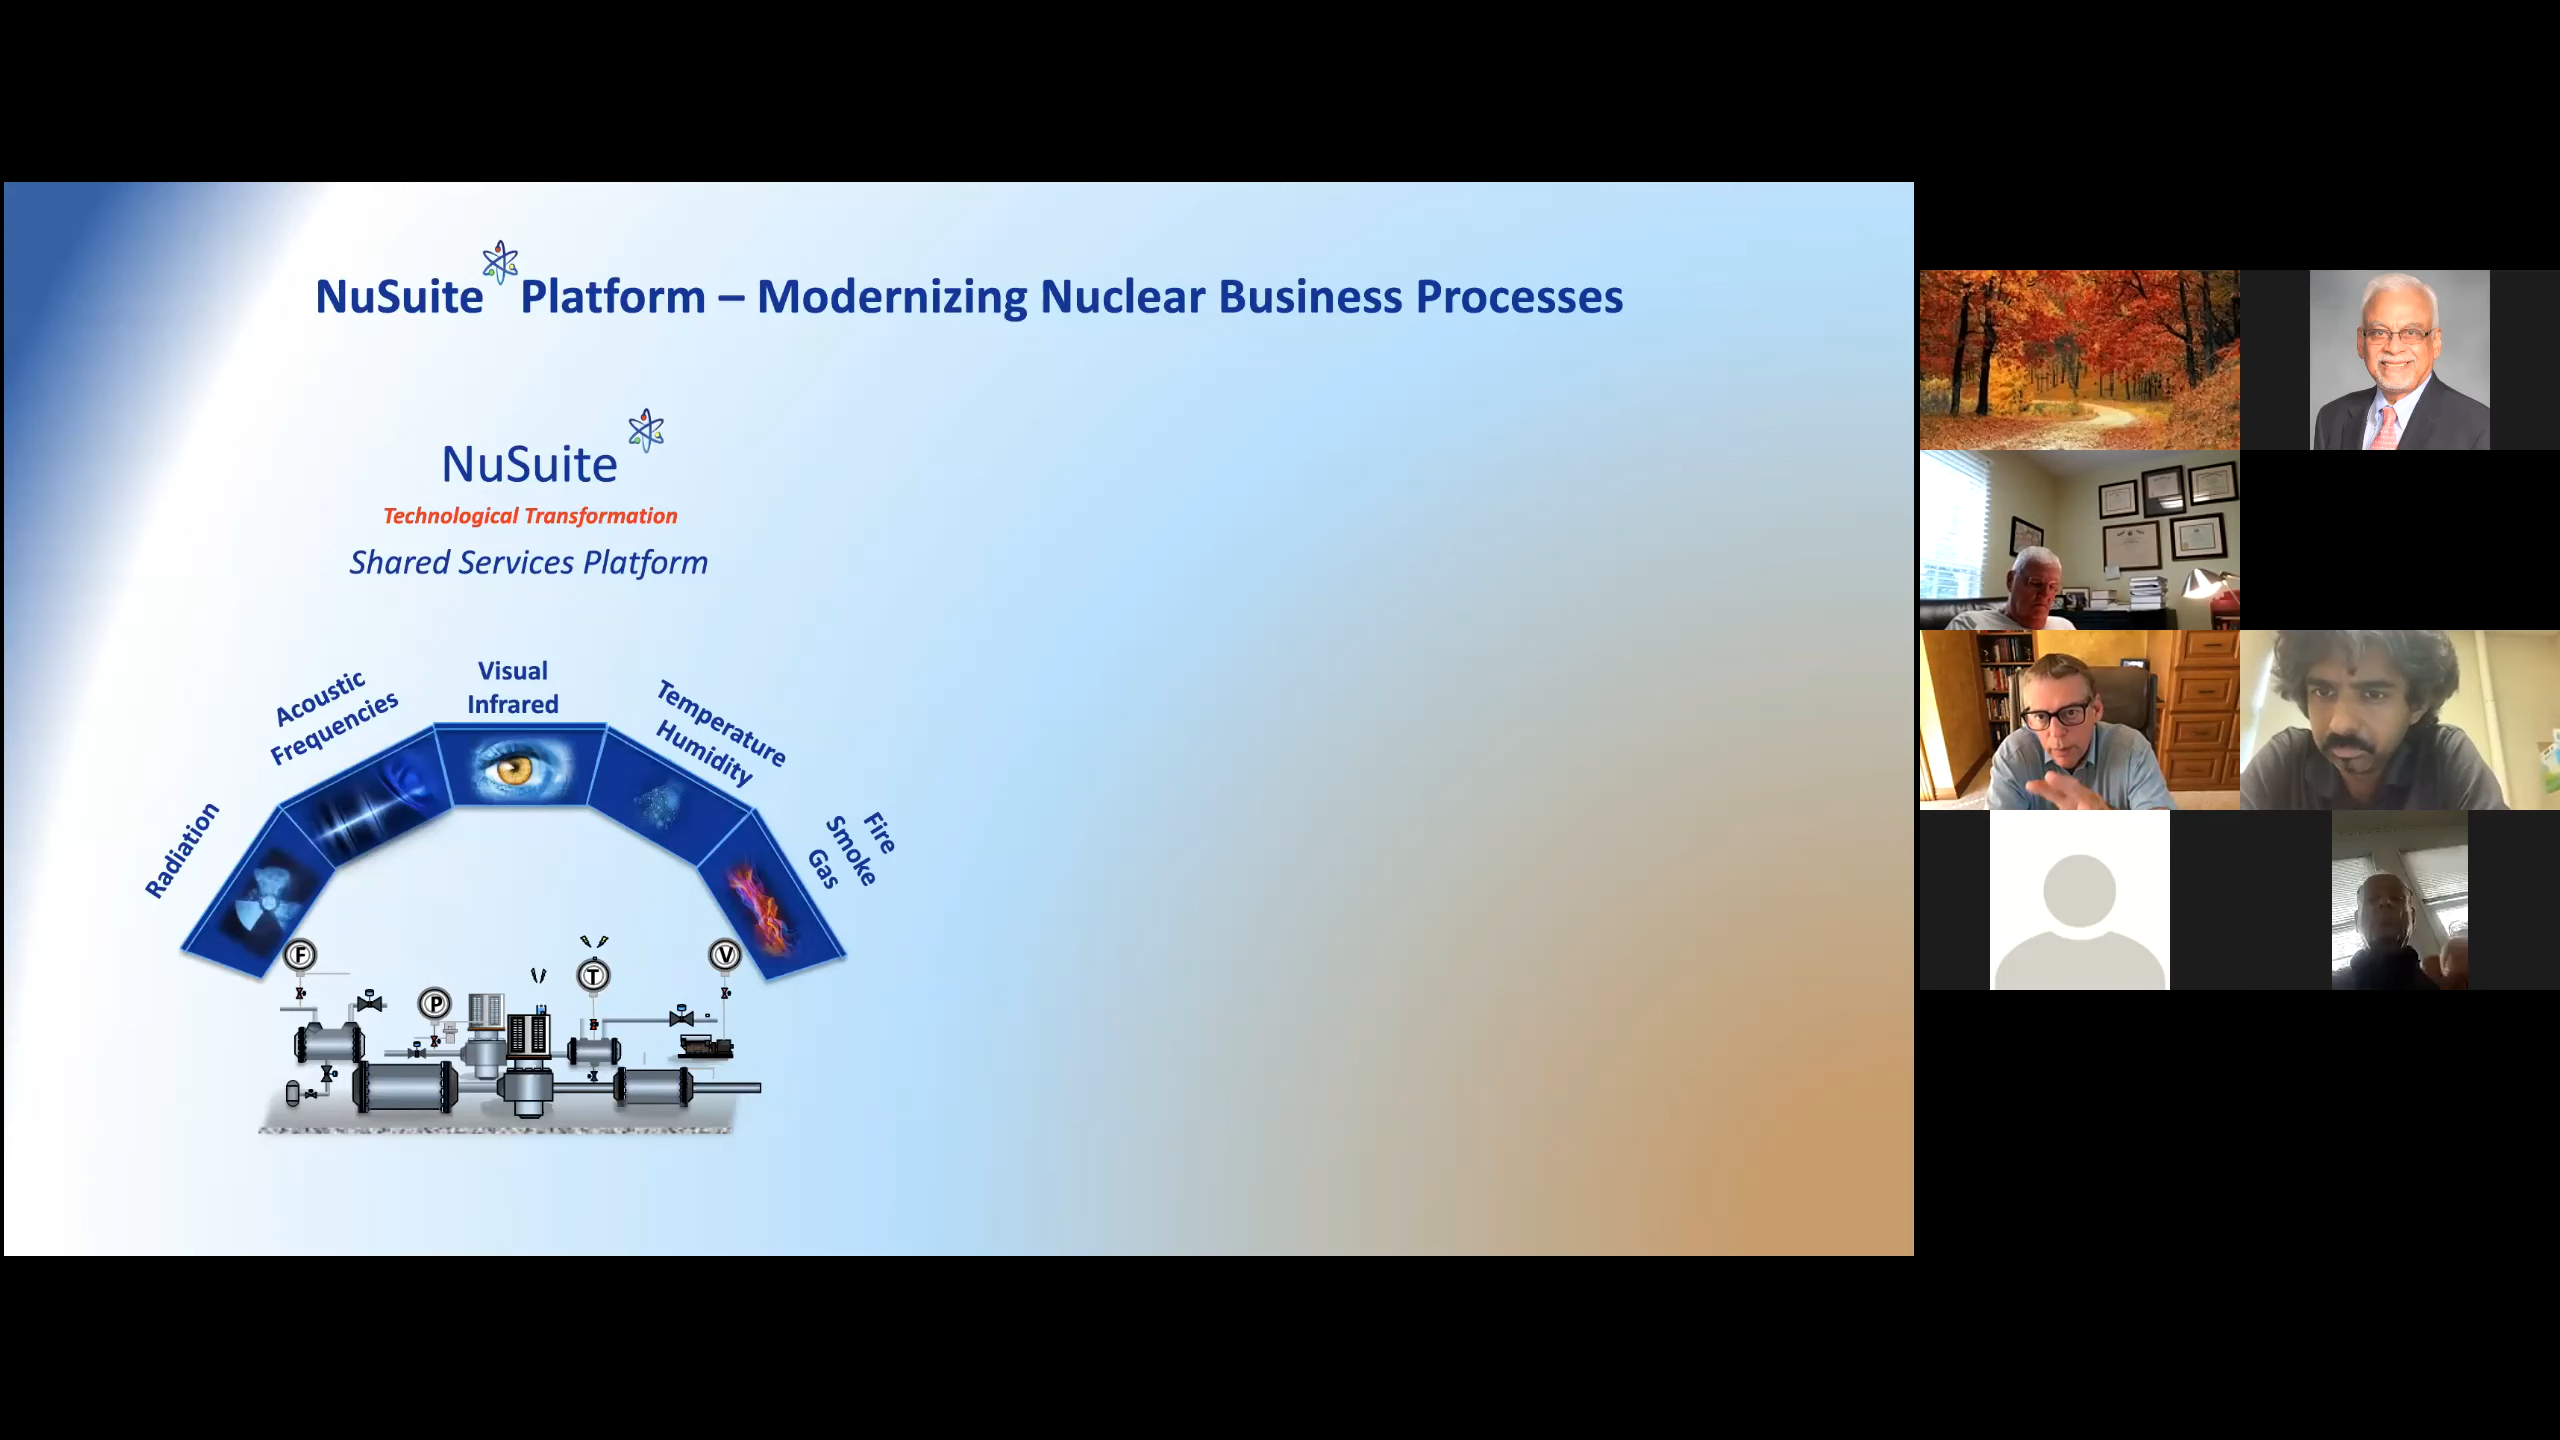 NuSuite Platform – Modernizing Nuclear Business Processes
NuSuite
Technological Transformation
Shared Services Platform
Radiation
Acoustic
Frequencies
Visual
Infrared
Temperature
Humidity
Fire
Smoke
Gas
F
P
T
V